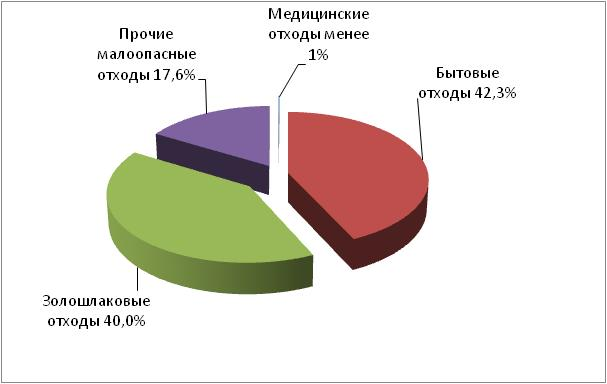 Медицинские
отходы менее
1%
Прочие
малоопасные
отходы 17,6%
Бытовые
отходы 42,3%
Золошлаковые
отходы 40,0%